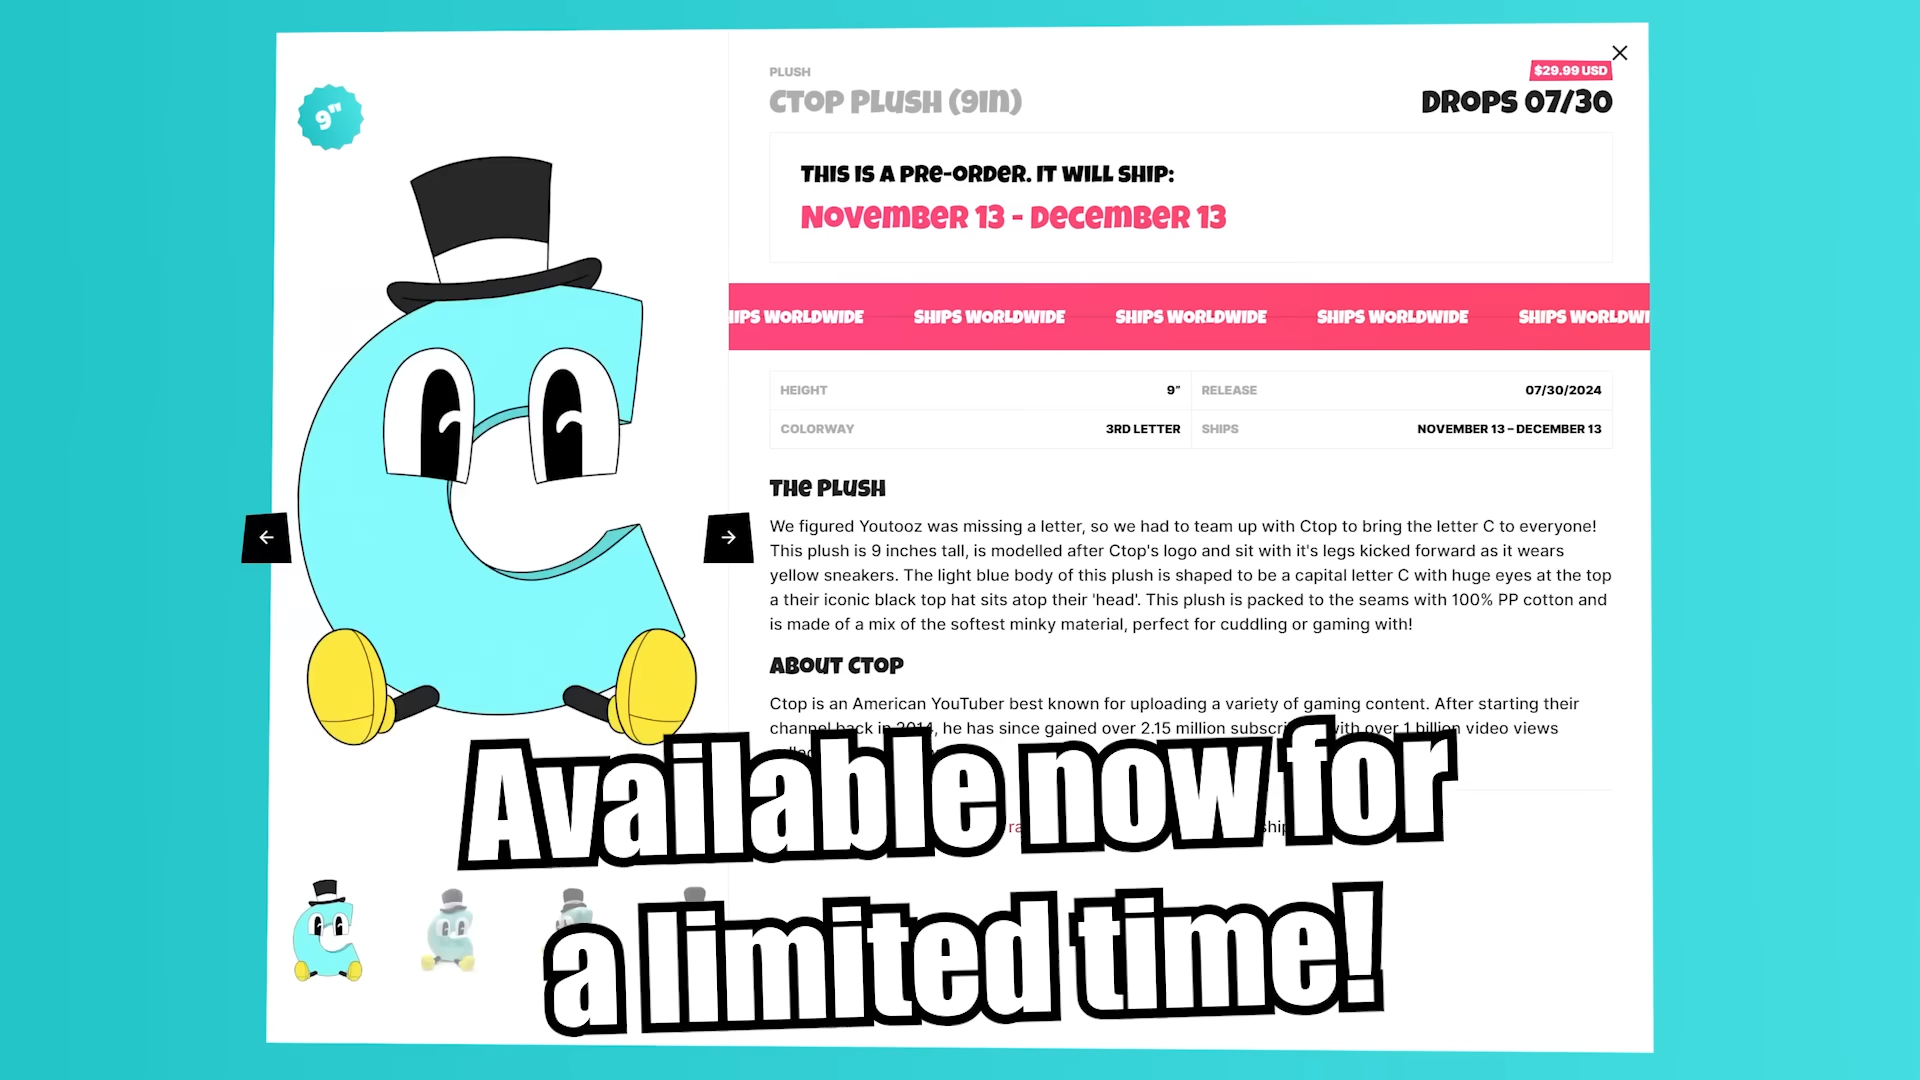 9"
PLUSH
CTOP PLUSH (9IN)
$29.99 USD
DROPS 07/30
THIS IS A PRE-ORDER. IT WILL SHIP:
NOVEMBER 13 - DECEMBER 13
SHIPS WORLDWIDE SHIPS WORLDWIDE SHIPS WORLDWIDE
HEIGHT 9" RELEASE 07/30/2024
COLORWAY 3RD LETTER SHIPS NOVEMBER 13 – DECEMBER 13
THE PLUSH
We figured Youtooz was missing a letter, so we had to team up with Ctop to bring the letter C to everyone!
This plush is 9 inches tall, is modelled after Ctop's logo and sit with it's legs kicked forward as it wears
yellow sneakers. The light blue body of this plush is shaped to be a capital letter C with huge eyes at the top
a their iconic black top hat sits atop their 'head'. This plush is packed to the seams with 100% PP cotton and
is made of a mix of the softest minky material, perfect for cuddling or gaming with!
ABOUT CTOP
Ctop is an American YouTuber best known for uploading a variety of gaming content. After starting their
channel back in 2014, he has since gained over 2.15 million with over 1 billion video views
Available now for
a limited time!